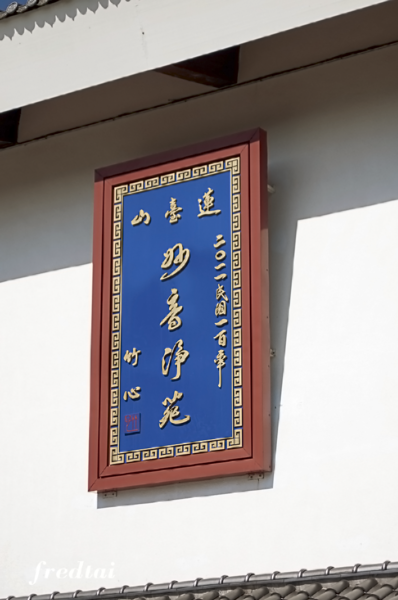 蓮臺山
二〇一一民國一百年
妙音淨苑
竹心
fredtai